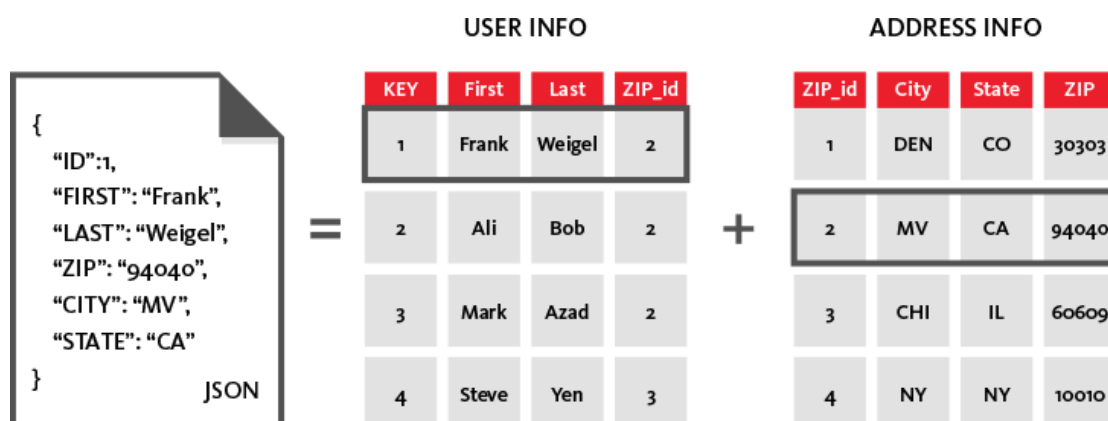 USER INFO
ADDRESS INFO
{
“ID”:1,
“FIRST”: “Frank”,
“LAST”: “Weigel”,
“ZIP”: “94040”,
“CITY”: “MV”,
“STATE”: “CA”
}
JSON
=
KEY First Last ZIP_id
1 Frank Weigel 2
2 Ali Bob 2
3 Mark Azad 2
4 Steve Yen 3
+
ZIP_id City State ZIP
1 DEN CO 30303
2 MV CA 94040
3 CHI IL 60609
4 NY NY 10010